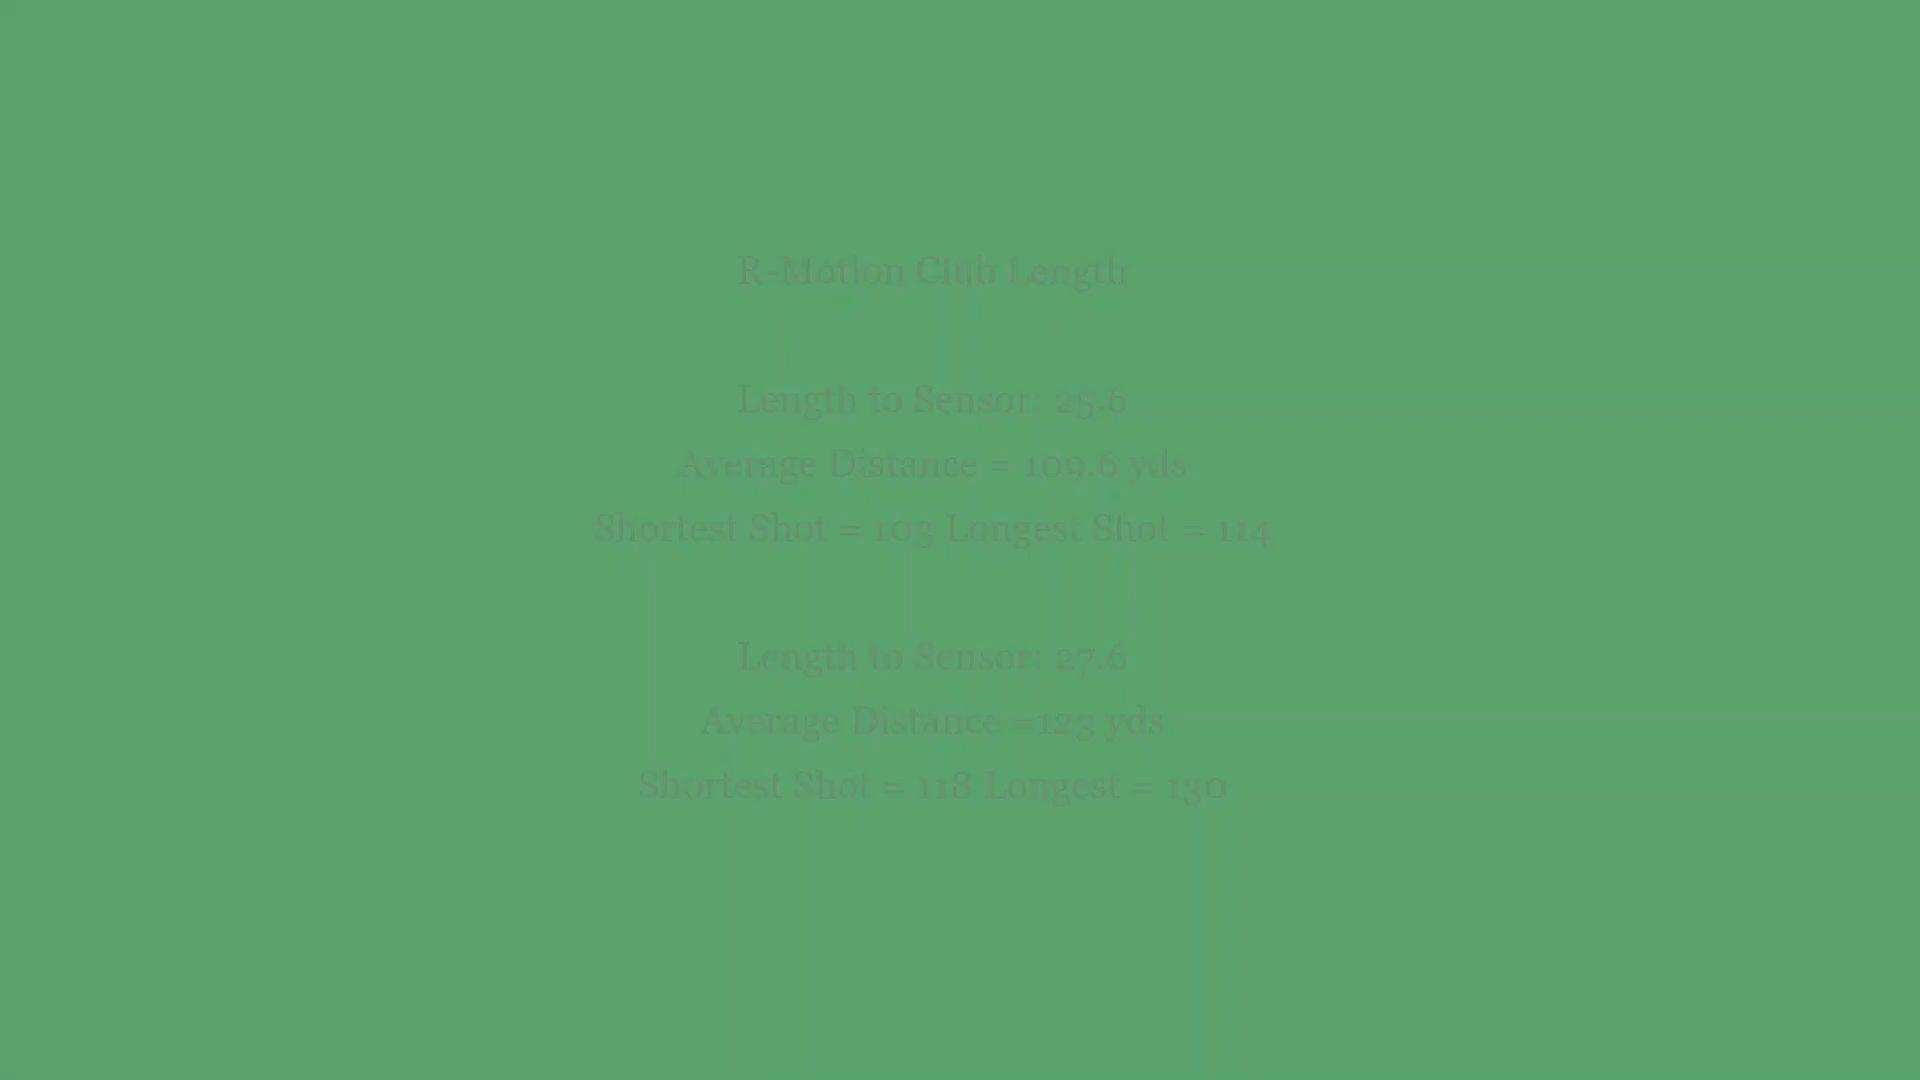 R-Motion Club Length
Length to Sensor: 25.6
Average Distance = 109.6 yds
Shortest Shot = 103 Longest Shot = 114
Length to Sensor: 27.6
Average Distance =123 yds
Shortest Shot = 118 Longest = 130